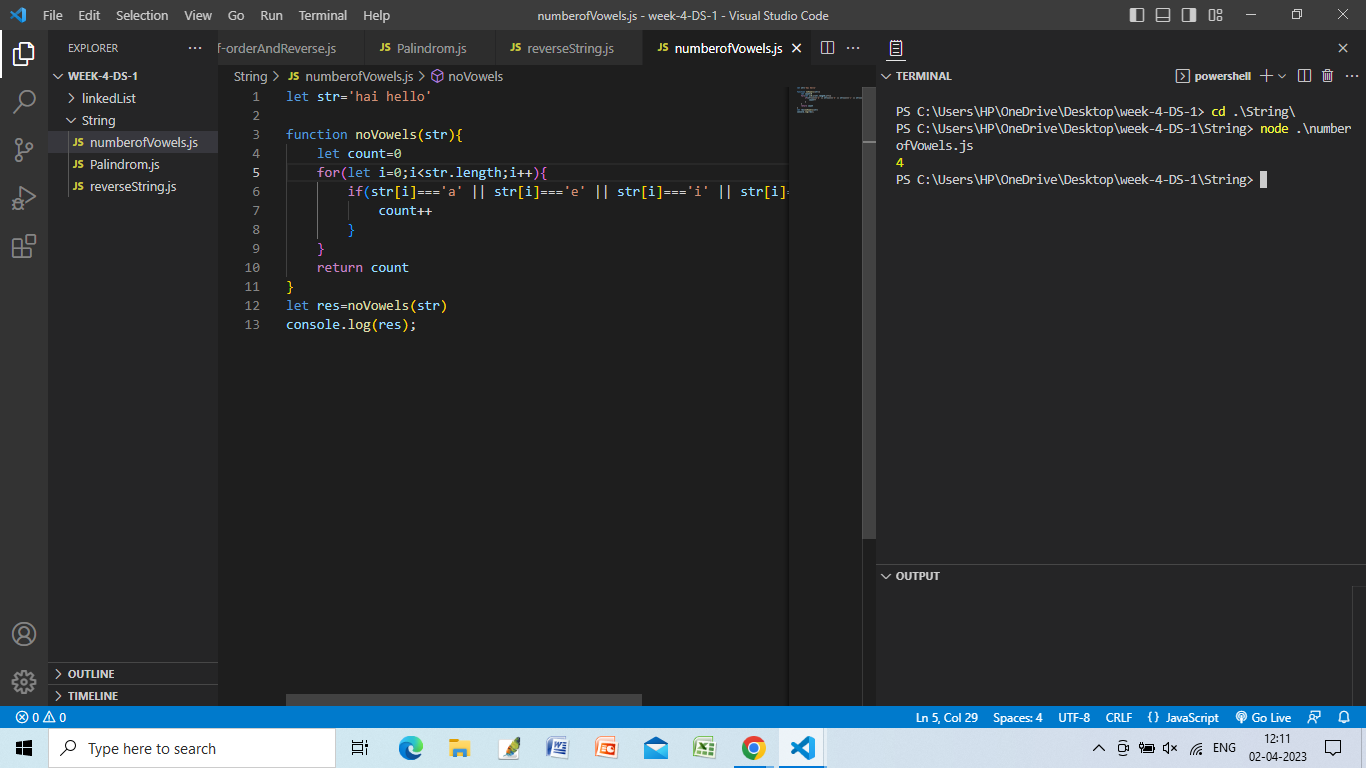 File Edit Selection View Go Run Terminal Help
numberofVowels.js - week-4-DS-1 - Visual Studio Code
EXPLORER
WEEK-4-DS-1
linkedList
String
JS numberofVowels.js
JS Palindrom.js
JS reverseString.js
OUTLINE
TIMELINE
f-orderAndReverse.js JS Palindrom.js JS reverseString.js JS numberofVowels.js
String > JS numberofVowels.js > noVowels
1 let str='hai hello'
2
3 function noVowels(str){
4 let count=0
5 for(let i=0;i<str.length;i++){
6 if(str[i]==='a' || str[i]==='e' || str[i]==='i' || str[i]=
7 count++
8 }
9 }
10 return count
11 }
12 let res=noVowels(str)
13 console.log(res);
TERMINAL
powershell
PS C:\Users\HP\OneDrive\Desktop\week-4-DS-1> cd .\String\
PS C:\Users\HP\OneDrive\Desktop\week-4-DS-1\String> node .\number
ofVowels.js
4
PS C:\Users\HP\OneDrive\Desktop\week-4-DS-1\String>
OUTPUT
0 0
Ln 5, Col 29 Spaces: 4 UTF-8 CRLF {} JavaScript Go Live
Type here to search
ENG
12:11
02-04-2023